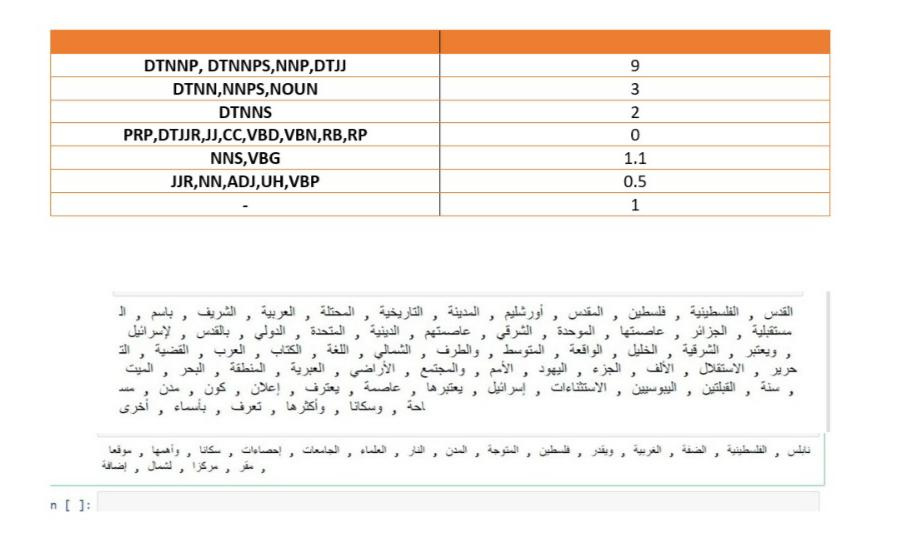 DTNNP, DTNNPS,NNP,DTJJ 9
DTNN,NNPS,NOUN 3
DTNNS 2
PRP,DTJJR,JJ,CC,VBD,VBN,RB,RP 0
NNS,VBG 1.1
JJR,NN,ADJ,UH,VBP 0.5
- 1
القدس , الفلسطينية , فلسطين , المقدس , أورشليم , المدينة , التاريخية , المحتلة , العربية , الشريف , باسم , ال
مستقبلية , الجزائر , عاصمتها , الموحدة , الشرقي , عاصمتهم , الدينية , المتحدة , الدولي , بالقدس , لإسرائيل
, ويعتبر , الشرقية , الخليل , الواقعة , المتوسط , والطرف , الشمالي , اللغة , الكتاب , العرب , القضية , الت
حرير , الاستقلال , الألف , الجزء , اليهود , الأمم , والمجتمع , الأراضي , العبرية , المنطقة , البحر , الميت
, سنة , القبلتين , اليبوسيين , الاستثناءات , إسرائيل , يعتبرها , عاصمة , يعترف , إعلان , كون , مدن , مس
احة , وسكانا , وأكثرها , تعرف , بأسماء , أخرى
نابلس , الفلسطينية , الضفة , الغربية , ويقدر , فلسطين , المتوجة , المدن , النار , العلماء , الجامعات , إحصاءات , سكانا , وأهمها , موقعا
, مقر , مركزا , لشمال , إضافة
n [ ]: